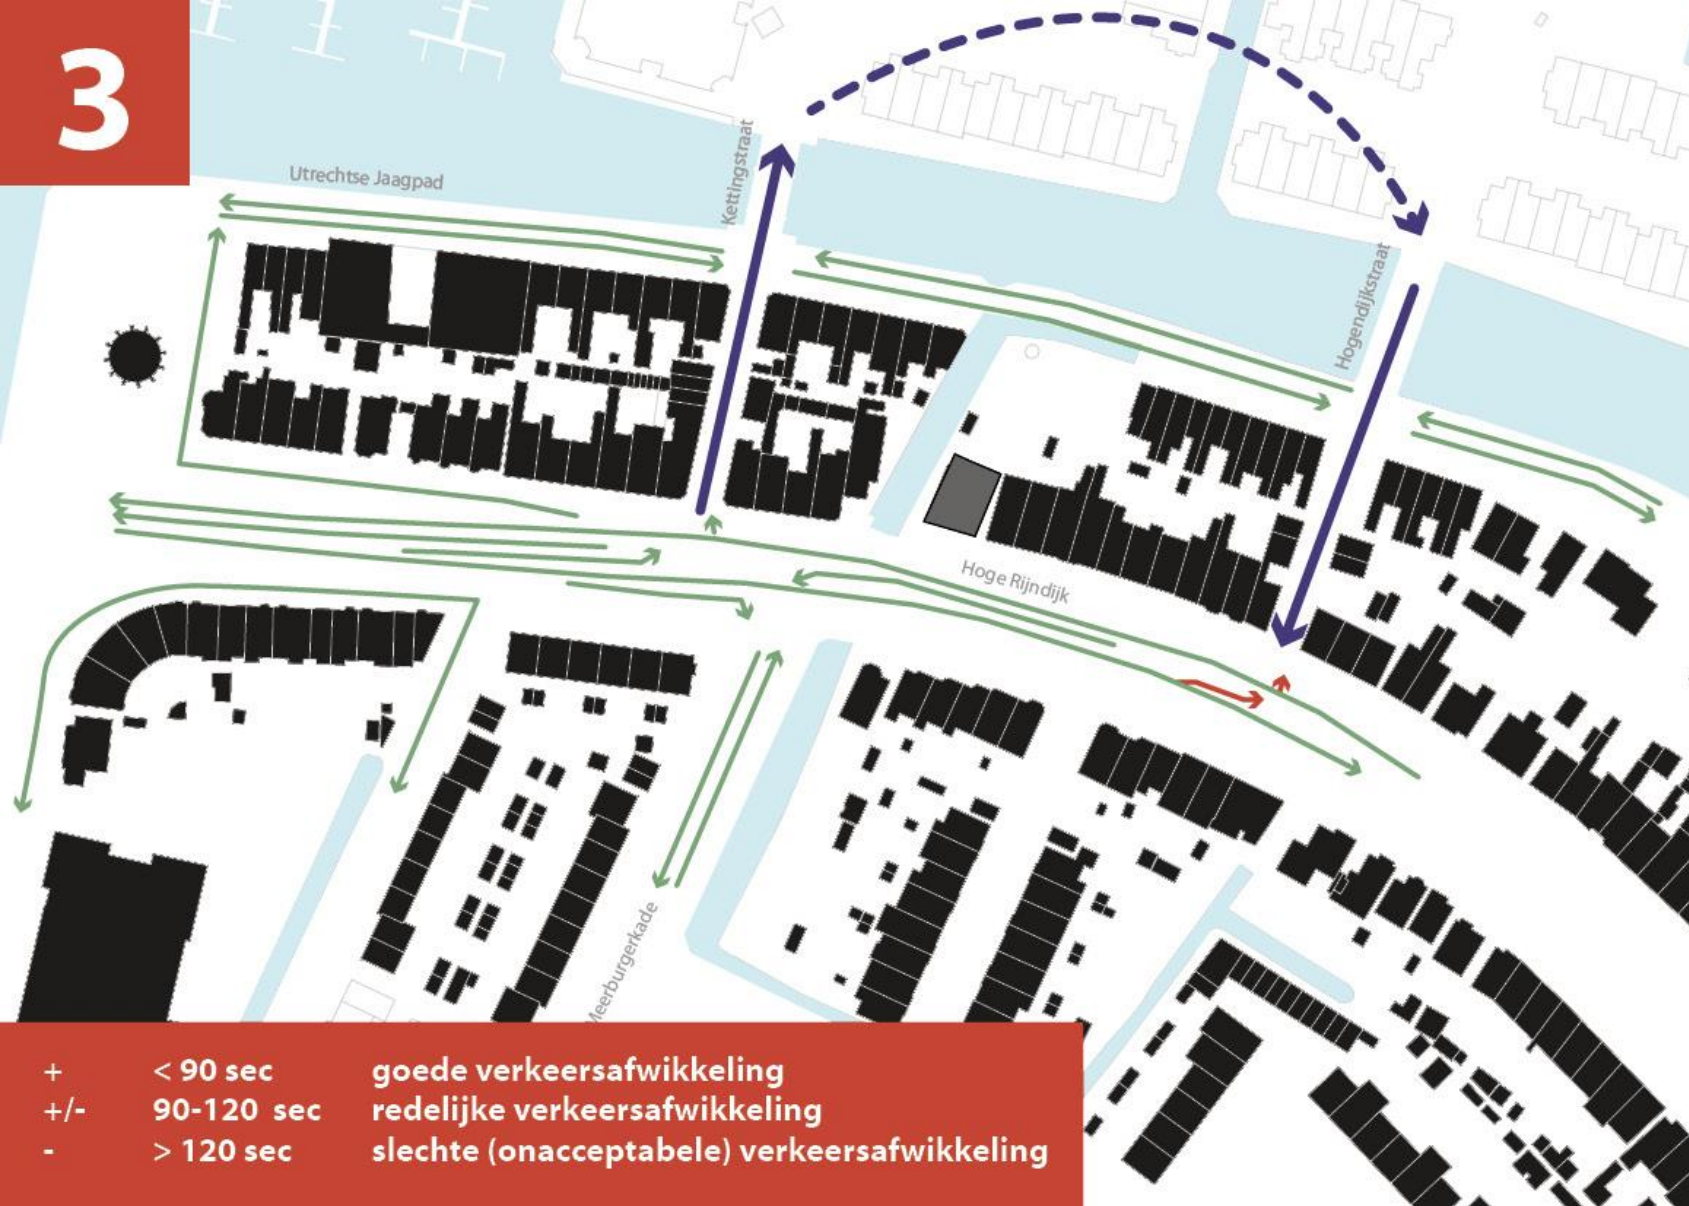 3
Utrechtse Jaagpad
Kettingstraat
Hogendijkstraat
Hoge Rijndijk
Meerburgerkade
+ < 90 sec goede verkeersafwikkeling
+/- 90-120 sec redelijke verkeersafwikkeling
- > 120 sec slechte (onacceptabele) verkeersafwikkeling